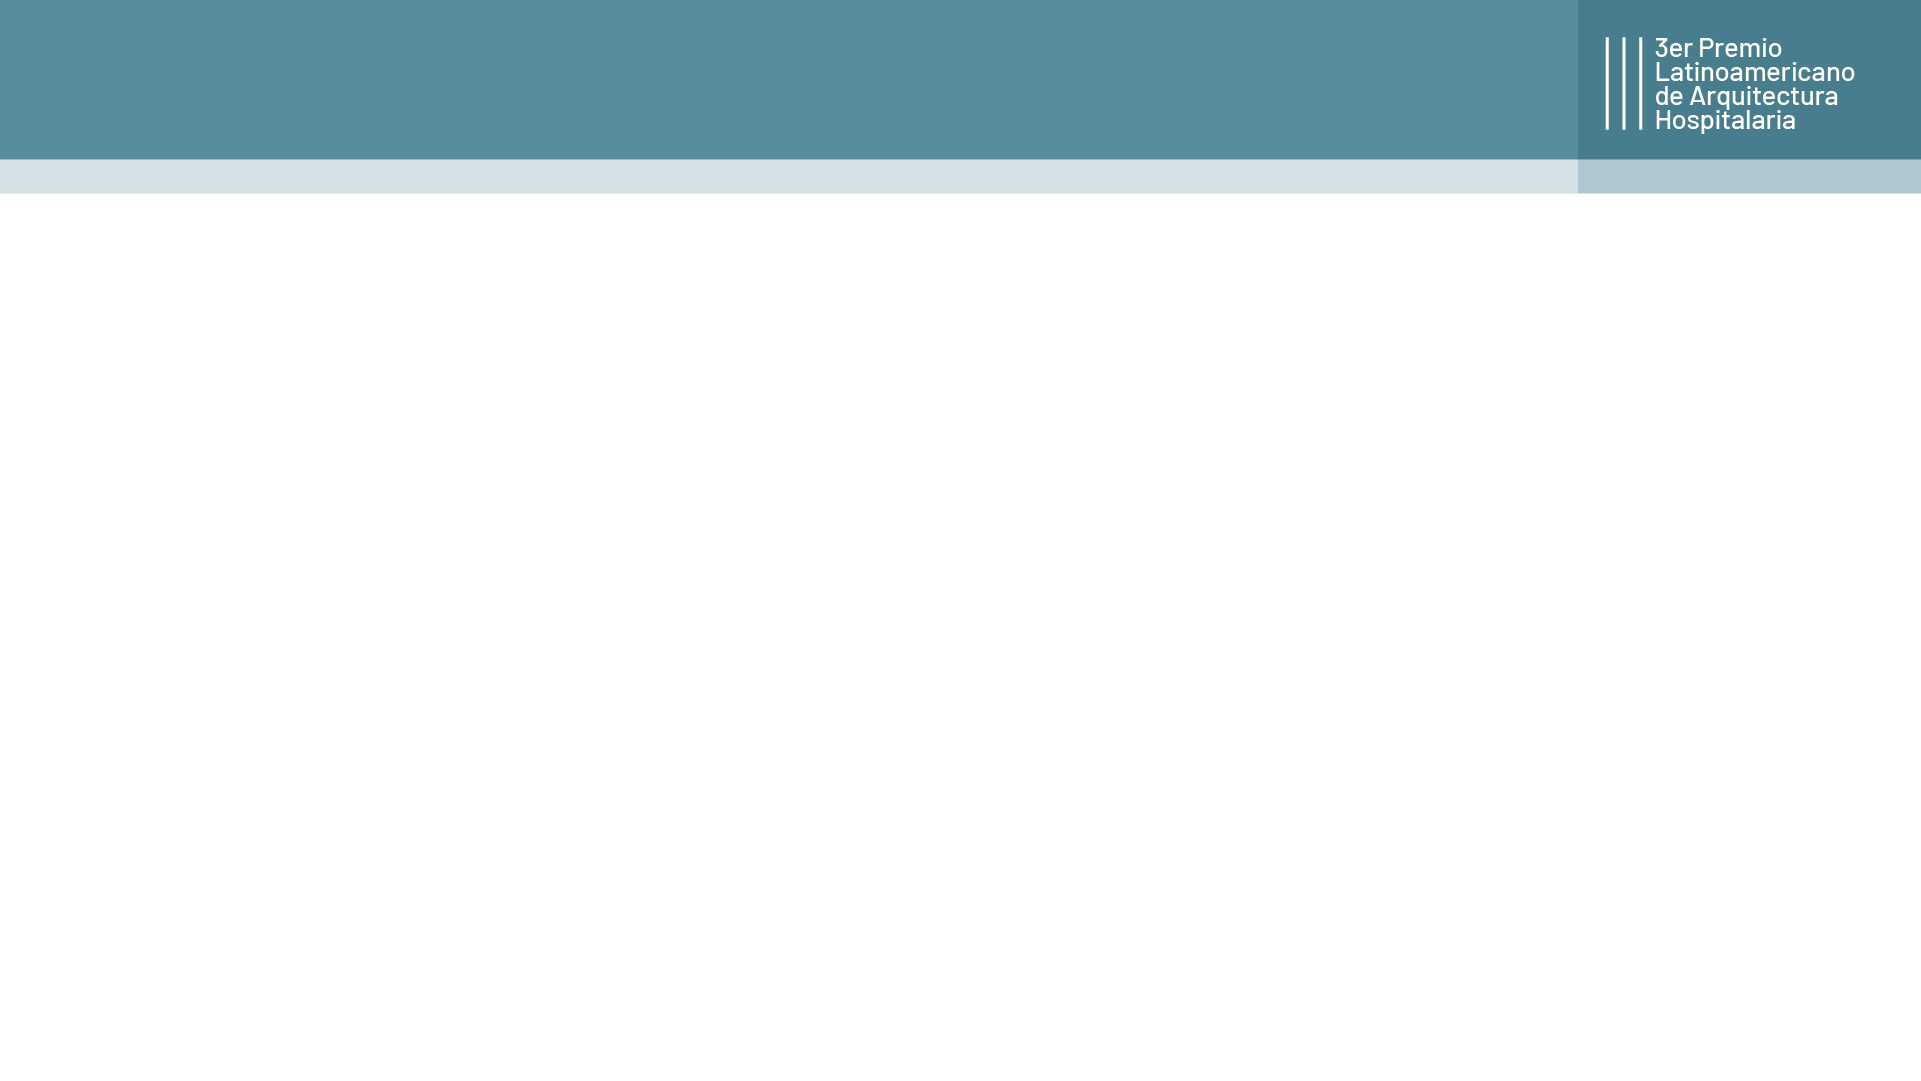 3er Premio
Latinoamericano
de Arquitectura
Hospitalaria